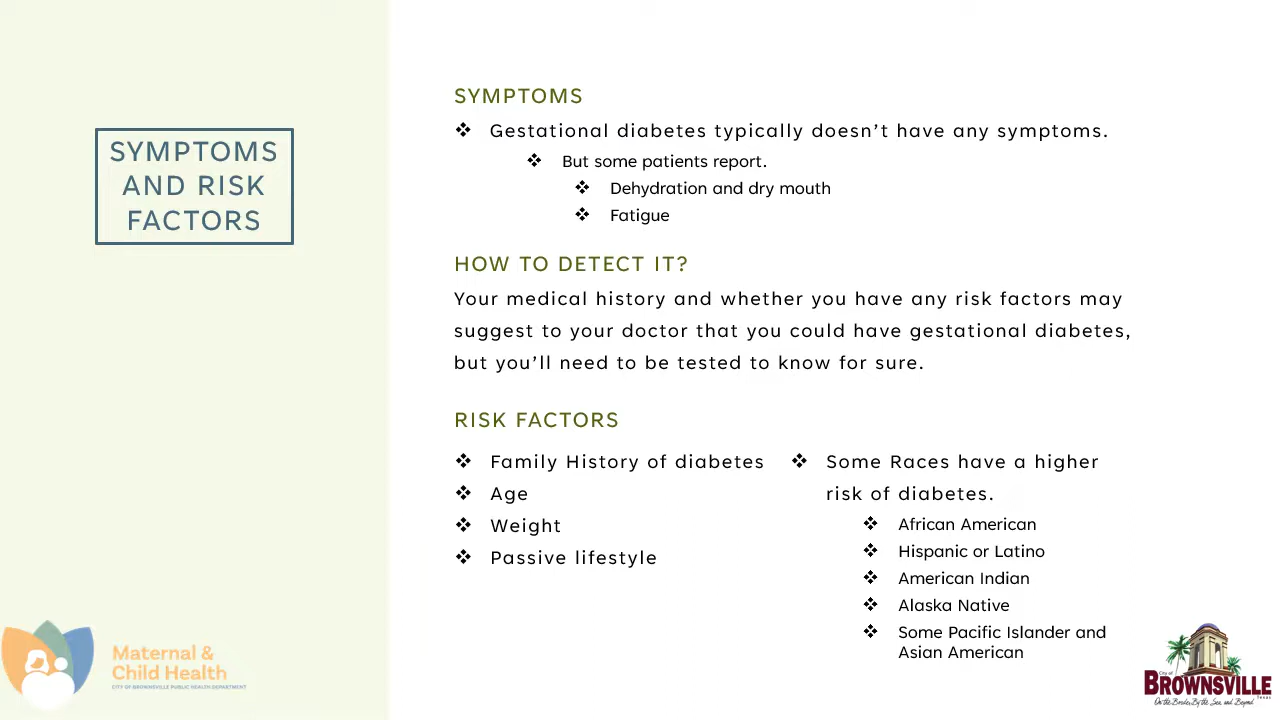 SYMPTOMS
AND RISK
FACTORS
SYMPTOMS
❖ Gestational diabetes typically doesn’t have any symptoms.
❖ But some patients report.
❖ Dehydration and dry mouth
❖ Fatigue
HOW TO DETECT IT?
Your medical history and whether you have any risk factors may
suggest to your doctor that you could have gestational diabetes,
but you’ll need to be tested to know for sure.
RISK FACTORS
❖ Family History of diabetes
❖ Age
❖ Weight
❖ Passive lifestyle
❖ Some Races have a higher
risk of diabetes.
❖ African American
❖ Hispanic or Latino
❖ American Indian
❖ Alaska Native
❖ Some Pacific Islander and
Asian American
Maternal &
Child Health
CITY OF BROWNSVILLE PUBLIC HEALTH DEPARTMENT
City of
BROWNSVILLE
Texas
On the Border, By the Sea, and Beyond